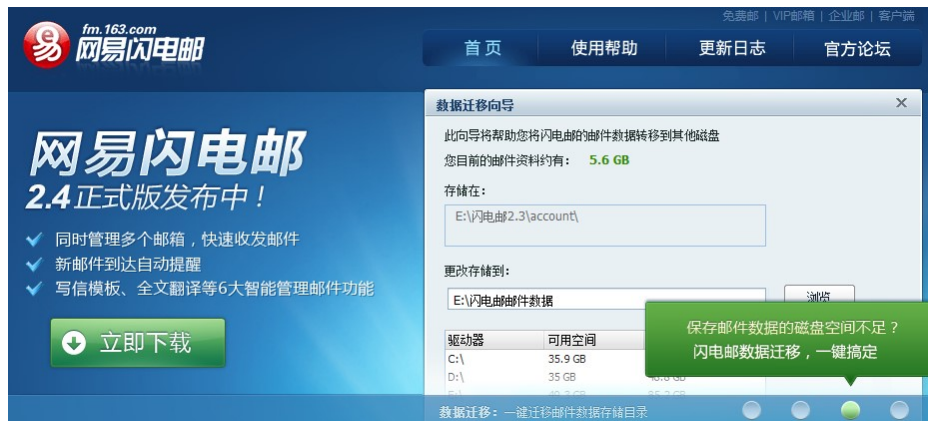 免费邮 | VIP邮箱 | 企业邮 | 客户端
fm.163.com
易
网易闪电邮
首页 使用帮助 更新日志 官方论坛
网易闪电邮
2.4正式版发布中！
同时管理多个邮箱，快速收发邮件
新邮件到达自动提醒
写信模板、全文翻译等6大智能管理邮件功能
立即下载
数据迁移向导
此向导将帮助您将闪电邮的邮件数据转移到其他磁盘
您目前的邮件资料约有： 5.6 GB
存储在：
E:\闪电邮2.3\account\
更改存储到：
E:\闪电邮邮件数据
浏览
驱动器 可用空间
C:\ 35.9 GB
D:\ 35 GB
保存邮件数据的磁盘空间不足？
闪电邮数据迁移，一键搞定
数据迁移：一键迁移邮件数据存储目录